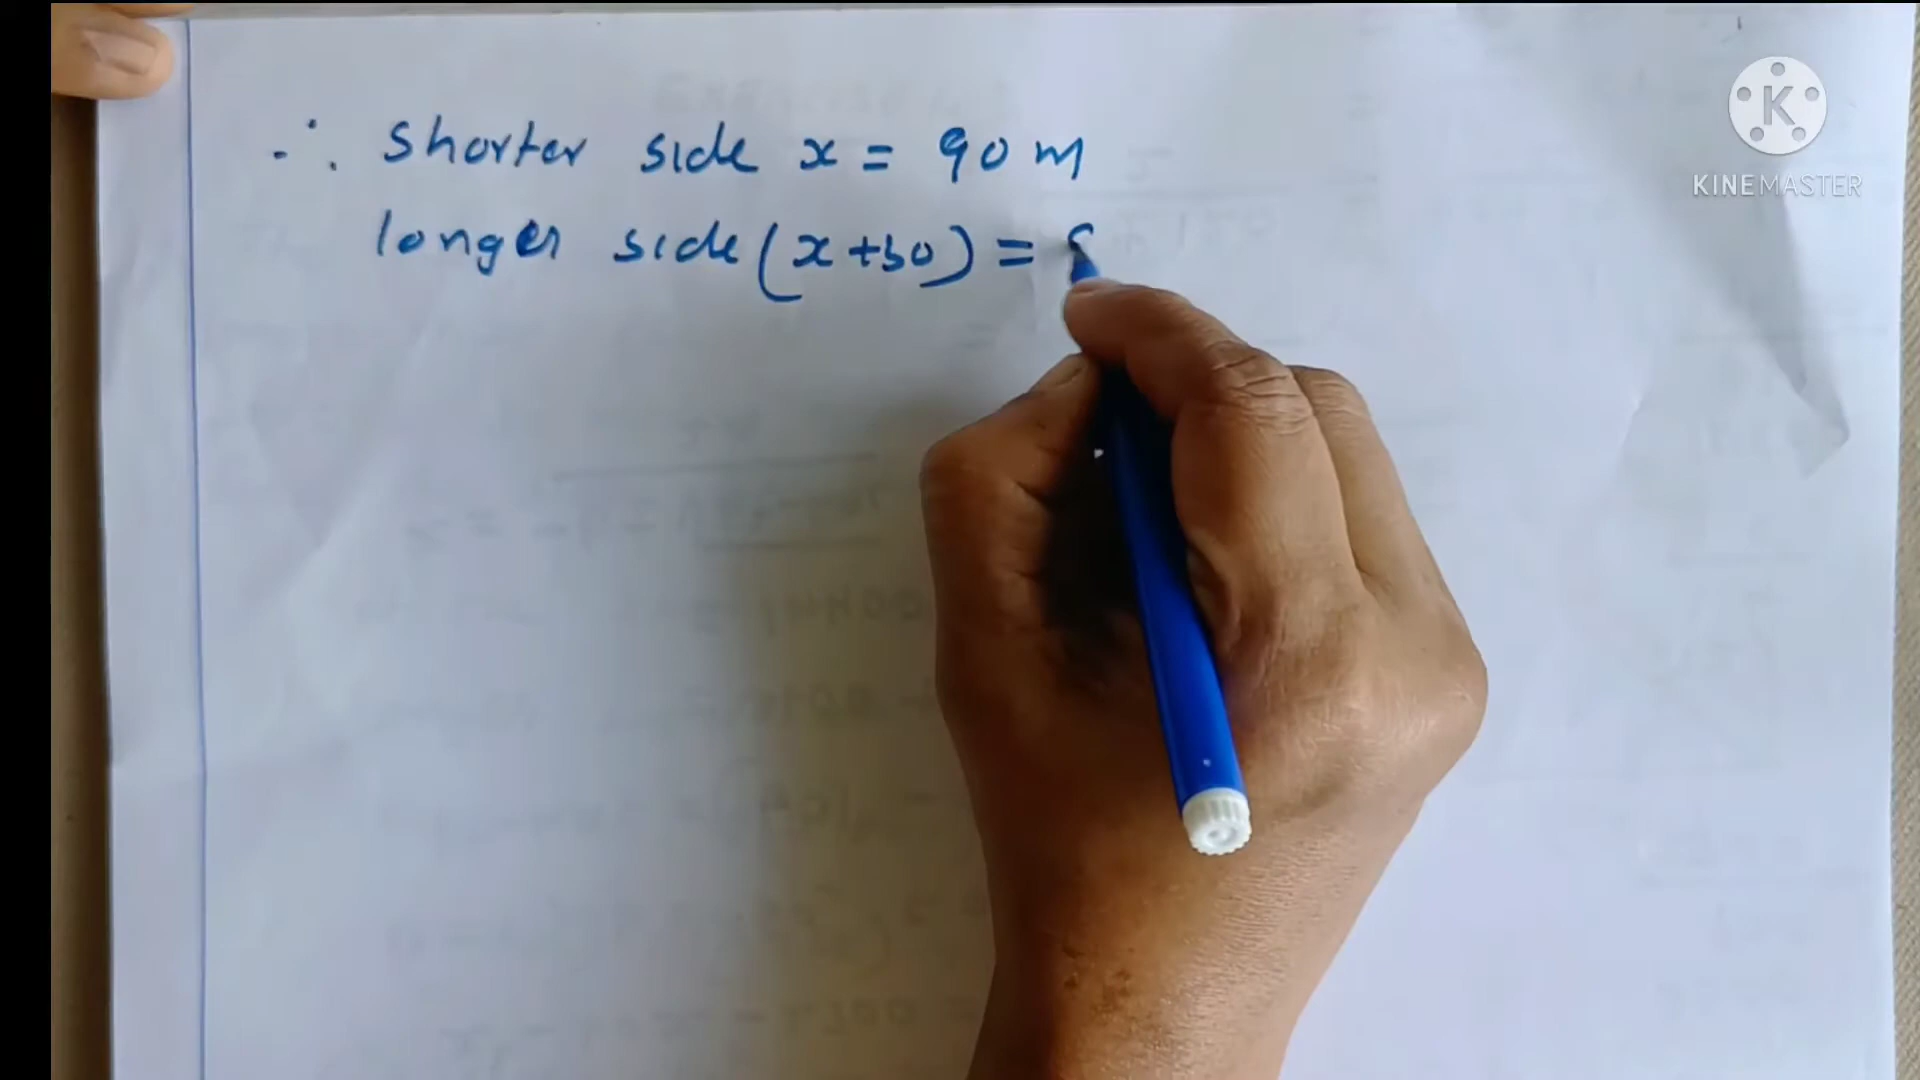 ∴ shorter side x = 90 m
longer side (x+30) =
K
KINEMASTER